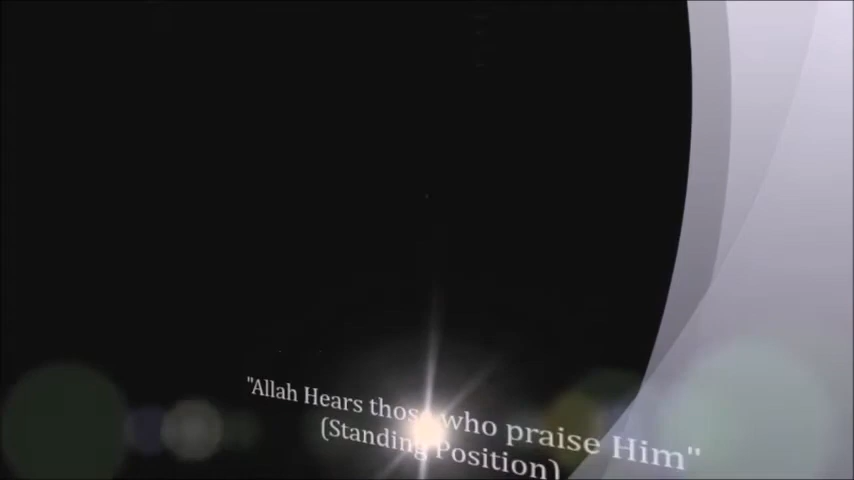 "Allah Hears those who praise Him"
(Standing Position)